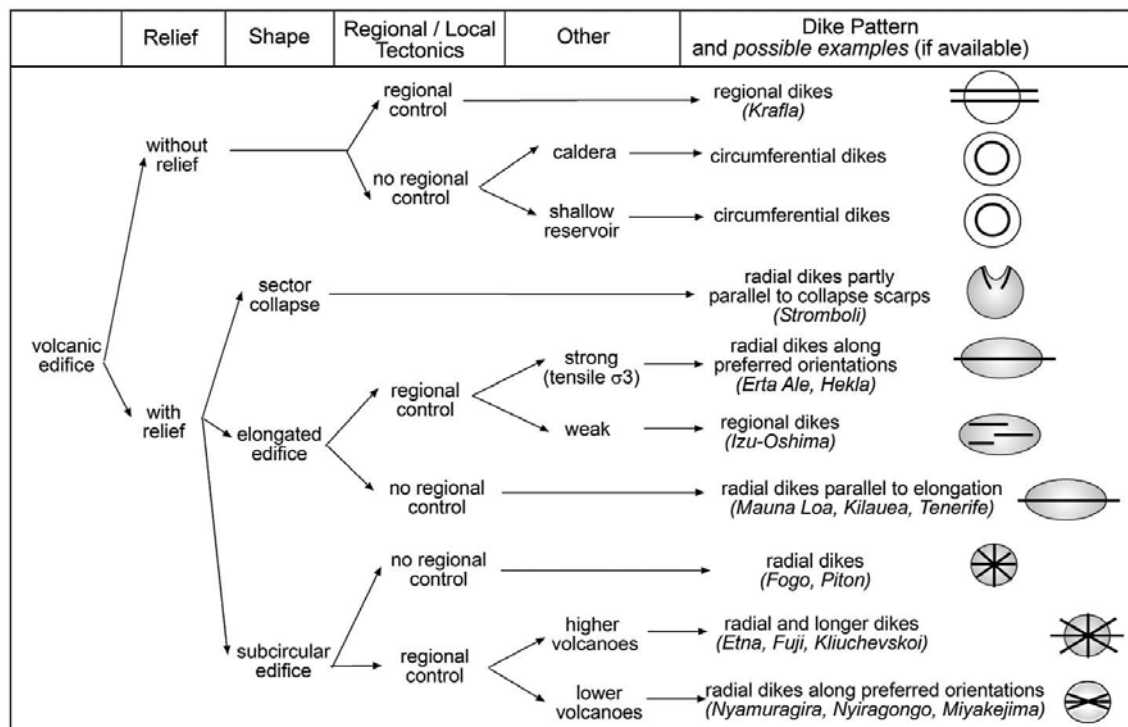 Relief
Shape
Regional / Local
Tectonics
Other
Dike Pattern
and possible examples (if available)
regional
control
regional dikes
(Krafla)
without
relief
caldera
circumferential dikes
no regional
control
shallow
reservoir
circumferential dikes
sector
collapse
radial dikes partly
parallel to collapse scarps
(Stromboli)
volcanic
edifice
strong
(tensile σ3)
radial dikes along
preferred orientations
(Erta Ale, Hekla)
regional
control
with
relief
elongated
edifice
weak
regional dikes
(Izu-Oshima)
no regional
control
radial dikes parallel to elongation
(Mauna Loa, Kilauea, Tenerife)
no regional
control
radial dikes
(Fogo, Piton)
subcircular
edifice
regional
control
higher
volcanoes
radial and longer dikes
(Etna, Fuji, Kliuchevskoi)
lower
volcanoes
radial dikes along preferred orientations
(Nyamuragira, Nyiragongo, Miyakejima)